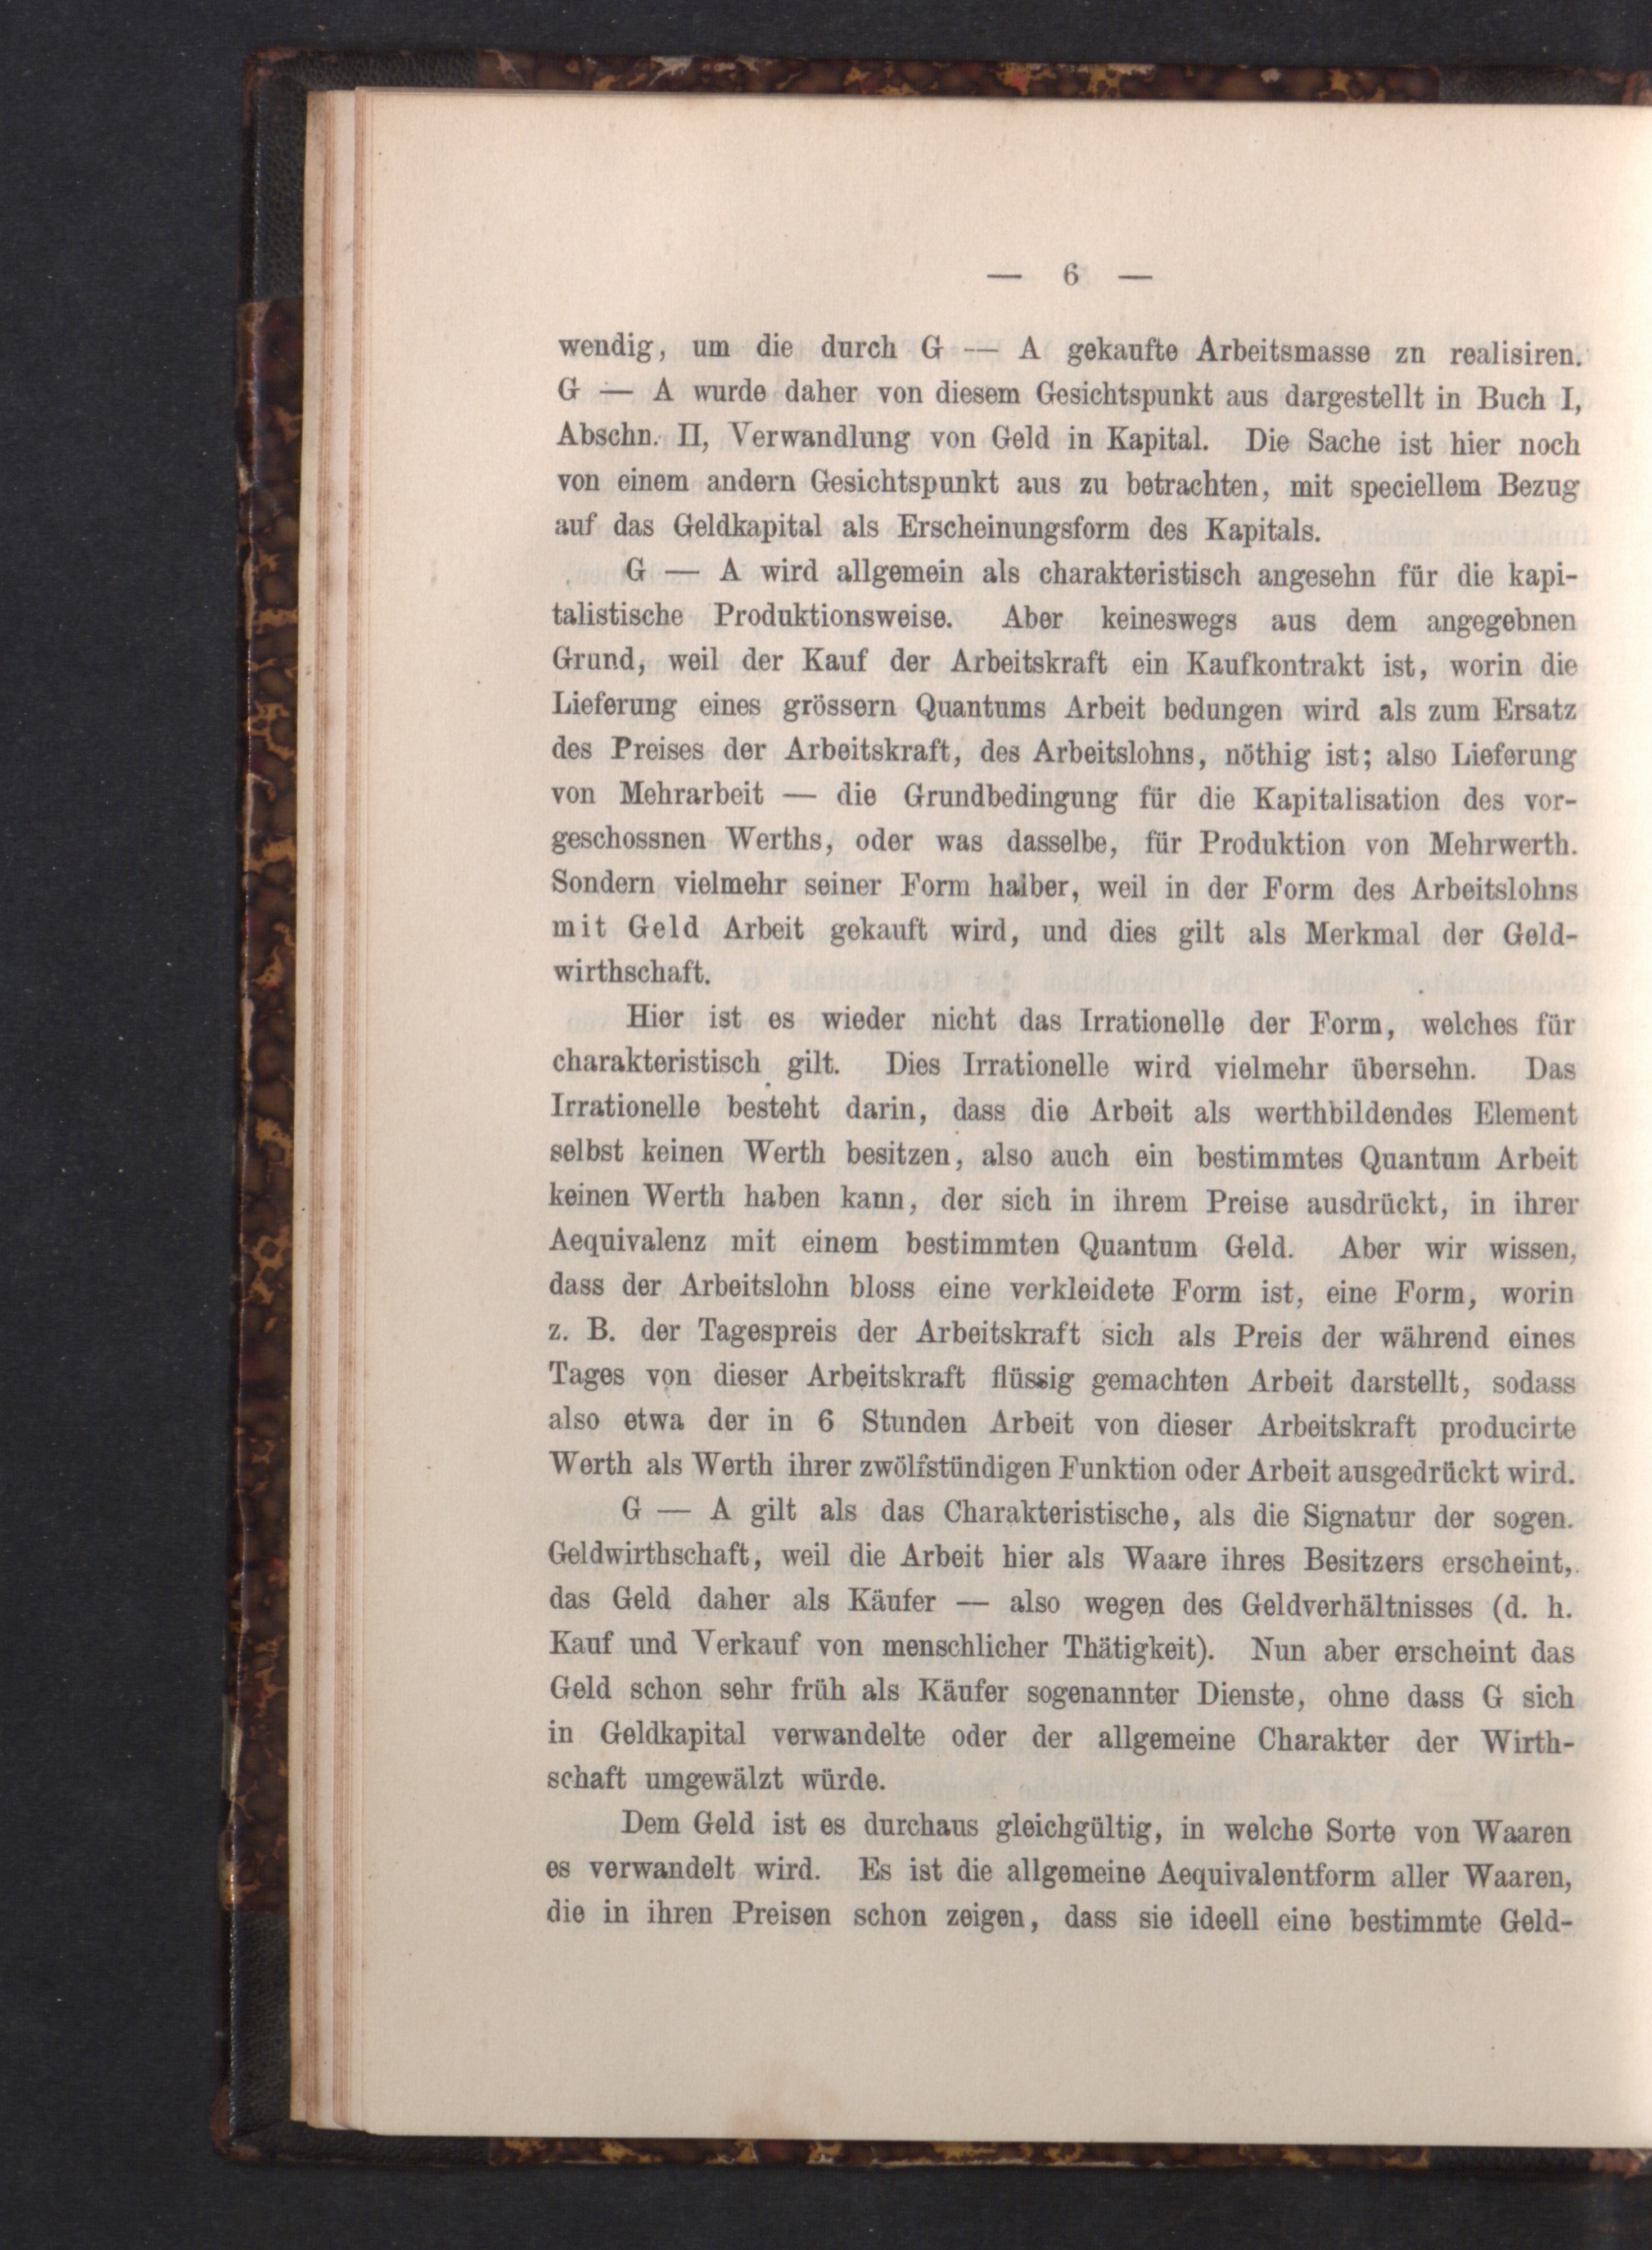 — 6 —
wendig, um die durch G — A gekaufte Arbeitsmasse zn realisiren.
G — A wurde daher von diesem Gesichtspunkt aus dargestellt in Buch I,
Abschn. II, Verwandlung von Geld in Kapital. Die Sache ist hier noch
von einem andern Gesichtspunkt aus zu betrachten, mit speciellem Bezug
auf das Geldkapital als Erscheinungsform des Kapitals.
G — A wird allgemein als charakteristisch angesehn für die kapi-
talistische Produktionsweise. Aber keineswegs aus dem angegebnen
Grund, weil der Kauf der Arbeitskraft ein Kaufkontrakt ist, worin die
Lieferung eines grössern Quantums Arbeit bedungen wird als zum Ersatz
des Preises der Arbeitskraft, des Arbeitslohns, nöthig ist; also Lieferung
von Mehrarbeit — die Grundbedingung für die Kapitalisation des vor-
geschossnen Werths, oder was dasselbe, für Produktion von Mehrwerth.
Sondern vielmehr seiner Form halber, weil in der Form des Arbeitslohns
mit Geld Arbeit gekauft wird, und dies gilt als Merkmal der Geld-
wirthschaft.
Hier ist es wieder nicht das Irrationelle der Form, welches für
charakteristisch gilt. Dies Irrationelle wird vielmehr übersehn. Das
Irrationelle besteht darin, dass die Arbeit als werthbildendes Element
selbst keinen Werth besitzen, also auch ein bestimmtes Quantum Arbeit
keinen Werth haben kann, der sich in ihrem Preise ausdrückt, in ihrer
Aequivalenz mit einem bestimmten Quantum Geld. Aber wir wissen,
dass der Arbeitslohn bloss eine verkleidete Form ist, eine Form, worin
z. B. der Tagespreis der Arbeitskraft sich als Preis der während eines
Tages von dieser Arbeitskraft flüssig gemachten Arbeit darstellt, sodass
also etwa der in 6 Stunden Arbeit von dieser Arbeitskraft producirte
Werth als Werth ihrer zwölfstündigen Funktion oder Arbeit ausgedrückt wird.
G — A gilt als das Charakteristische, als die Signatur der sogen.
Geldwirthschaft, weil die Arbeit hier als Waare ihres Besitzers erscheint,
das Geld daher als Käufer — also wegen des Geldverhältnisses (d. h.
Kauf und Verkauf von menschlicher Thätigkeit). Nun aber erscheint das
Geld schon sehr früh als Käufer sogenannter Dienste, ohne dass G sich
in Geldkapital verwandelte oder der allgemeine Charakter der Wirth-
schaft umgewälzt würde.
Dem Geld ist es durchaus gleichgültig, in welche Sorte von Waaren
es verwandelt wird. Es ist die allgemeine Aequivalentform aller Waaren,
die in ihren Preisen schon zeigen, dass sie ideell eine bestimmte Geld-